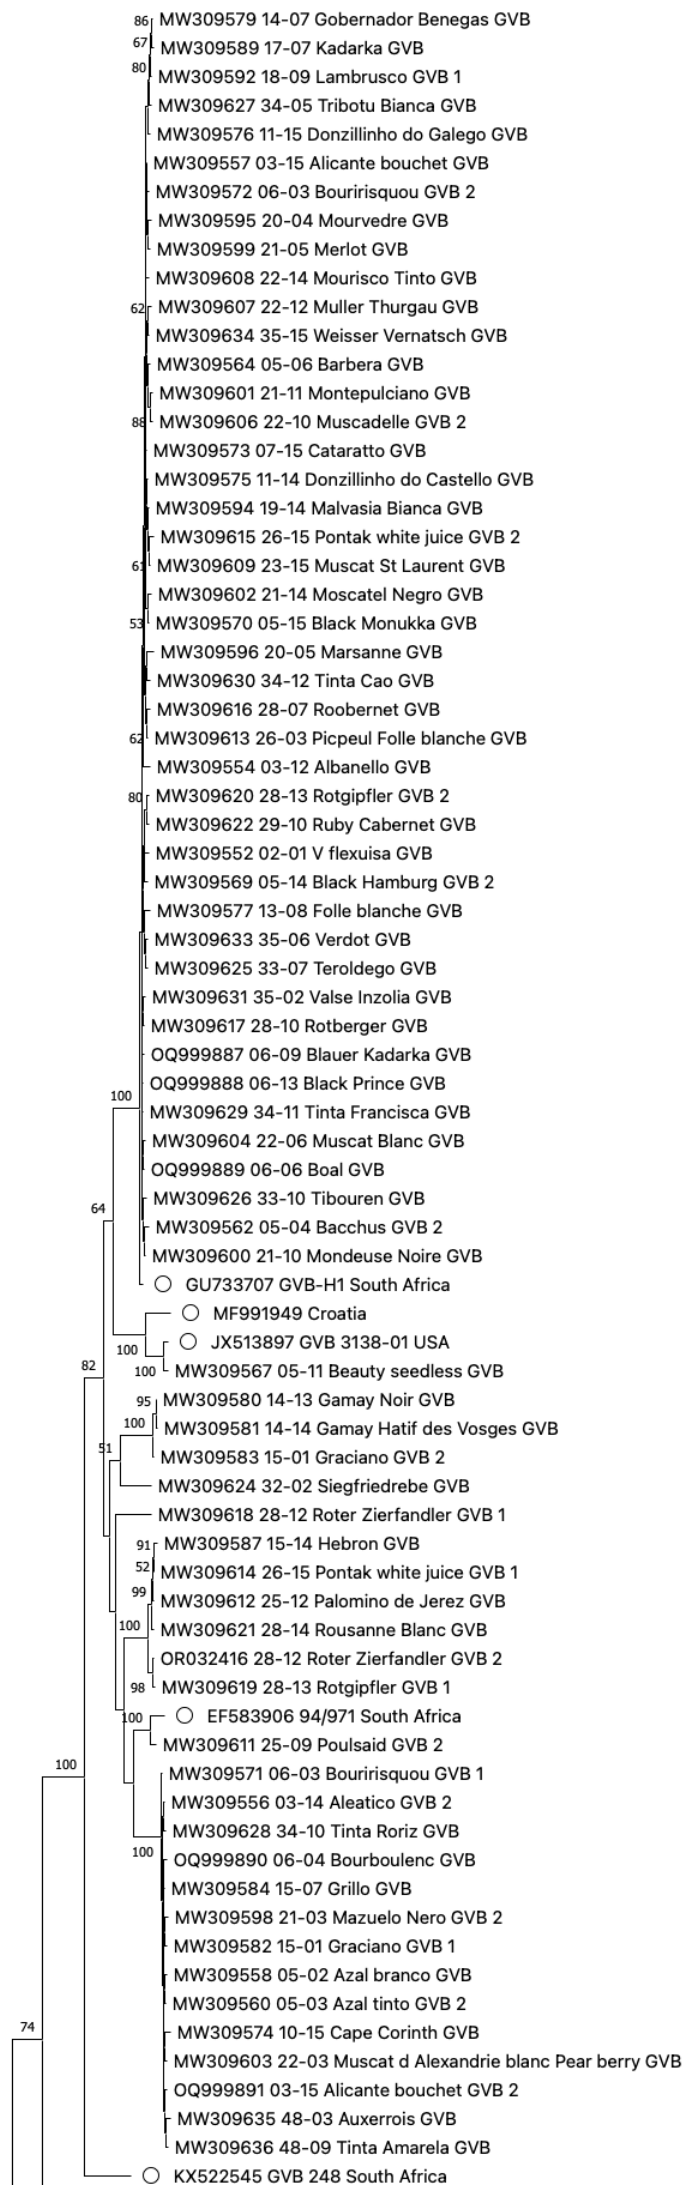 86 MW309579 14-07 Gobernador Benegas GVB
67 MW309589 17-07 Kadarka GVB
80 MW309592 18-09 Lambrusco GVB 1
MW309627 34-05 Tribotu Bianca GVB
MW309576 11-15 Donzillinho do Galego GVB
MW309557 03-15 Alicante bouchet GVB
MW309572 06-03 Bouririsquou GVB 2
MW309595 20-04 Mourvedre GVB
MW309599 21-05 Merlot GVB
MW309608 22-14 Mourisco Tinto GVB
62 MW309607 22-12 Muller Thurgau GVB
MW309634 35-15 Weisser Vernatsch GVB
MW309564 05-06 Barbera GVB
MW309601 21-11 Montepulciano GVB
88 MW309606 22-10 Muscadelle GVB 2
MW309573 07-15 Cataratto GVB
MW309575 11-14 Donzillinho do Castello GVB
MW309594 19-14 Malvasia Bianca GVB
MW309615 26-15 Pontak white juice GVB 2
61 MW309609 23-15 Muscat St Laurent GVB
MW309602 21-14 Moscatel Negro GVB
53 MW309570 05-15 Black Monukka GVB
MW309596 20-05 Marsanne GVB
MW309630 34-12 Tinta Cao GVB
MW309616 28-07 Roobernet GVB
62 MW309613 26-03 Picpeul Folle blanche GVB
MW309554 03-12 Albanello GVB
80 MW309620 28-13 Rotgipfler GVB 2
MW309622 29-10 Ruby Cabernet GVB
MW309552 02-01 V flexuisa GVB
MW309569 05-14 Black Hamburg GVB 2
MW309577 13-08 Folle blanche GVB
MW309633 35-06 Verdot GVB
MW309625 33-07 Teroldego GVB
MW309631 35-02 Valse Inzolia GVB
MW309617 28-10 Rotberger GVB
OQ999887 06-09 Blauer Kadarka GVB
OQ999888 06-13 Black Prince GVB
100 MW309629 34-11 Tinta Francisca GVB
MW309604 22-06 Muscat Blanc GVB
OQ999889 06-06 Boal GVB
MW309626 33-10 Tibouren GVB
64 MW309562 05-04 Bacchus GVB 2
MW309600 21-10 Mondeuse Noire GVB
GU733707 GVB-H1 South Africa
MF991949 Croatia
100 JX513897 GVB 3138-01 USA
82 100 MW309567 05-11 Beauty seedless GVB
95 MW309580 14-13 Gamay Noir GVB
100 MW309581 14-14 Gamay Hatif des Vosges GVB
51 MW309583 15-01 Graciano GVB 2
MW309624 32-02 Siegfriedrebe GVB
MW309618 28-12 Roter Zierfandler GVB 1
91 MW309587 15-14 Hebron GVB
52 MW309614 26-15 Pontak white juice GVB 1
99 MW309612 25-12 Palomino de Jerez GVB
100 MW309621 28-14 Rousanne Blanc GVB
OR032416 28-12 Roter Zierfandler GVB 2
98 MW309619 28-13 Rotgipfler GVB 1
100 EF583906 94/971 South Africa
MW309611 25-09 Poulsaid GVB 2
100 MW309571 06-03 Bouririsquou GVB 1
MW309556 03-14 Aleatico GVB 2
MW309628 34-10 Tinta Roriz GVB
100 OQ999890 06-04 Bourboulenc GVB
MW309584 15-07 Grillo GVB
MW309598 21-03 Mazuelo Nero GVB 2
MW309582 15-01 Graciano GVB 1
MW309558 05-02 Azal branco GVB
MW309560 05-03 Azal tinto GVB 2
74 MW309574 10-15 Cape Corinth GVB
MW309603 22-03 Muscat d Alexandrie blanc Pear berry GVB
OQ999891 03-15 Alicante bouchet GVB 2
MW309635 48-03 Auxerrois GVB
MW309636 48-09 Tinta Amarela GVB
KX522545 GVB 248 South Africa